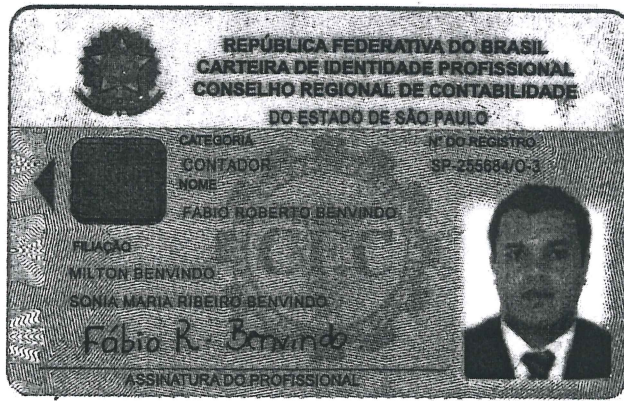 REPÚBLICA FEDERATIVA DO BRASIL
CARTEIRA DE IDENTIDADE PROFISSIONAL
CONSELHO REGIONAL DE CONTABILIDADE
DO ESTADO DE SÃO PAULO
CATEGORIA Nº DO REGISTRO
CONTADOR SP-255684/O-3
NOME
FÁBIO ROBERTO BENVINDO
FILIAÇÃO
MILTON BENVINDO
SONIA MARIA RIBEIRO BENVINDO
Fábio R. Benvindo
ASSINATURA DO PROFISSIONAL